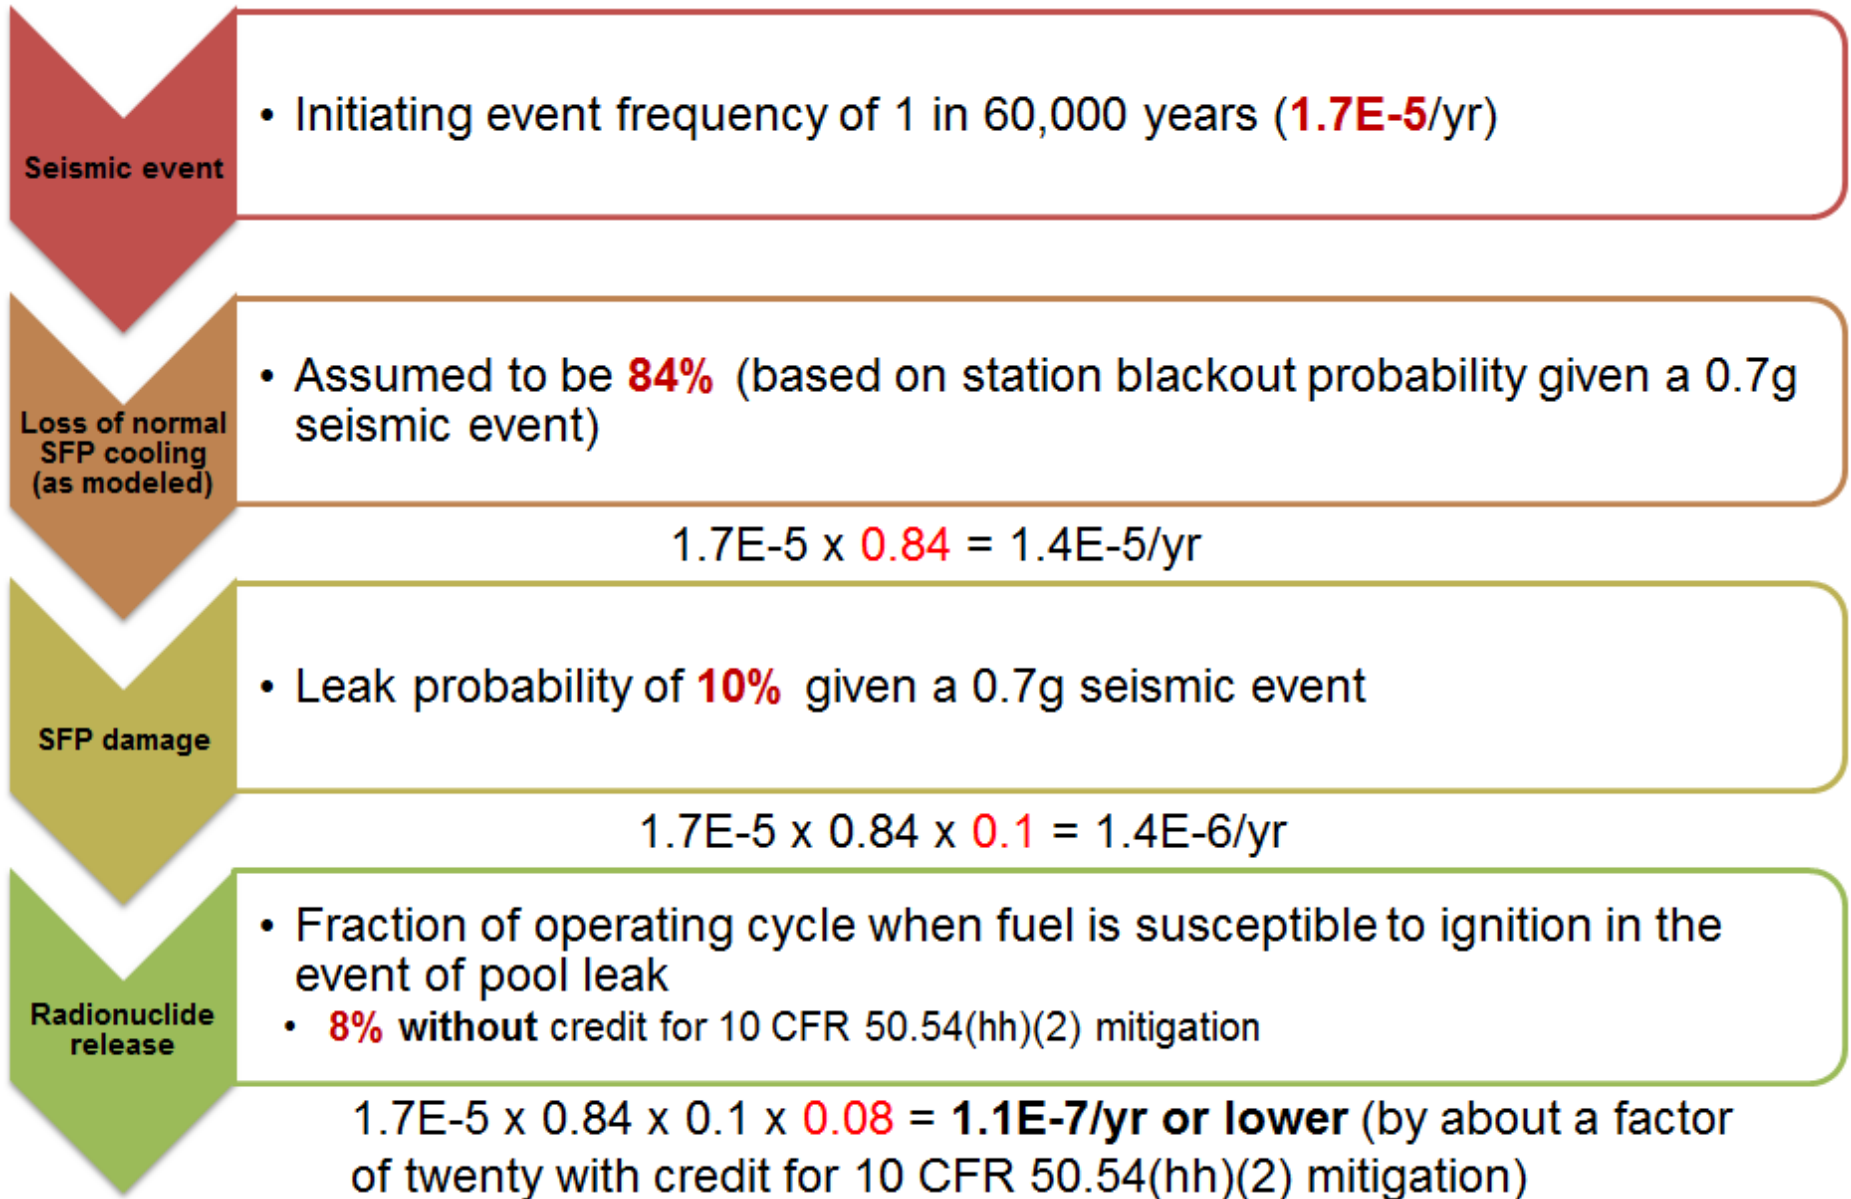 Seismic event
• Initiating event frequency of 1 in 60,000 years (1.7E-5/yr)
Loss of normal
SFP cooling
(as modeled)
• Assumed to be 84% (based on station blackout probability given a 0.7g
seismic event)
1.7E-5 x 0.84 = 1.4E-5/yr
SFP damage
• Leak probability of 10% given a 0.7g seismic event
1.7E-5 x 0.84 x 0.1 = 1.4E-6/yr
Radionuclide
release
• Fraction of operating cycle when fuel is susceptible to ignition in the
event of pool leak
• 8% without credit for 10 CFR 50.54(hh)(2) mitigation
1.7E-5 x 0.84 x 0.1 x 0.08 = 1.1E-7/yr or lower (by about a factor
of twenty with credit for 10 CFR 50.54(hh)(2) mitigation)